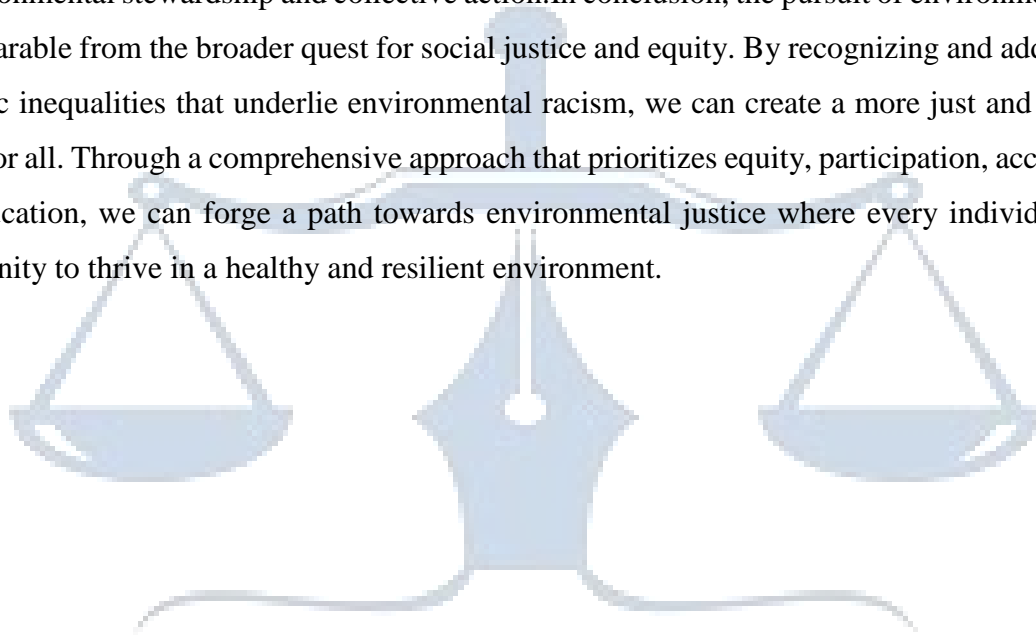 onmental stewardship and collective action.In conclusion, the pursuit of environme
arable from the broader quest for social justice and equity. By recognizing and add
c inequalities that underlie environmental racism, we can create a more just and
or all. Through a comprehensive approach that prioritizes equity, participation, acc
ucation, we can forge a path towards environmental justice where every individ
nity to thrive in a healthy and resilient environment.